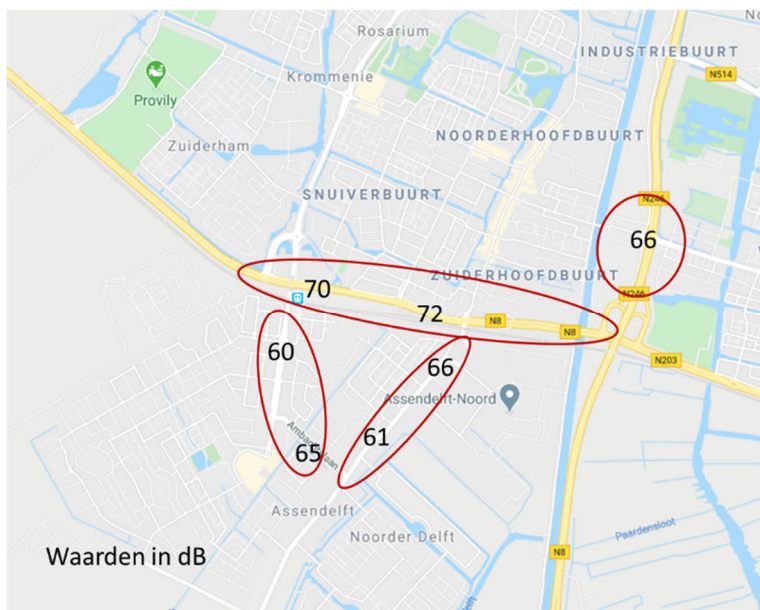 Rosarium
INDUSTRIEBUURT
N514
Krommenie
Provily
NOORDERHOOFDBUURT
Zuiderham
SNUIVERBUURT
N246
66
ZUIDERHOOFDBUURT
70
N246
72
N8
N8
60
N203
66
Assendelft-Noord
61
65
Assendelft
Noorder Delft
Paardensloot
Waarden in dB
N8